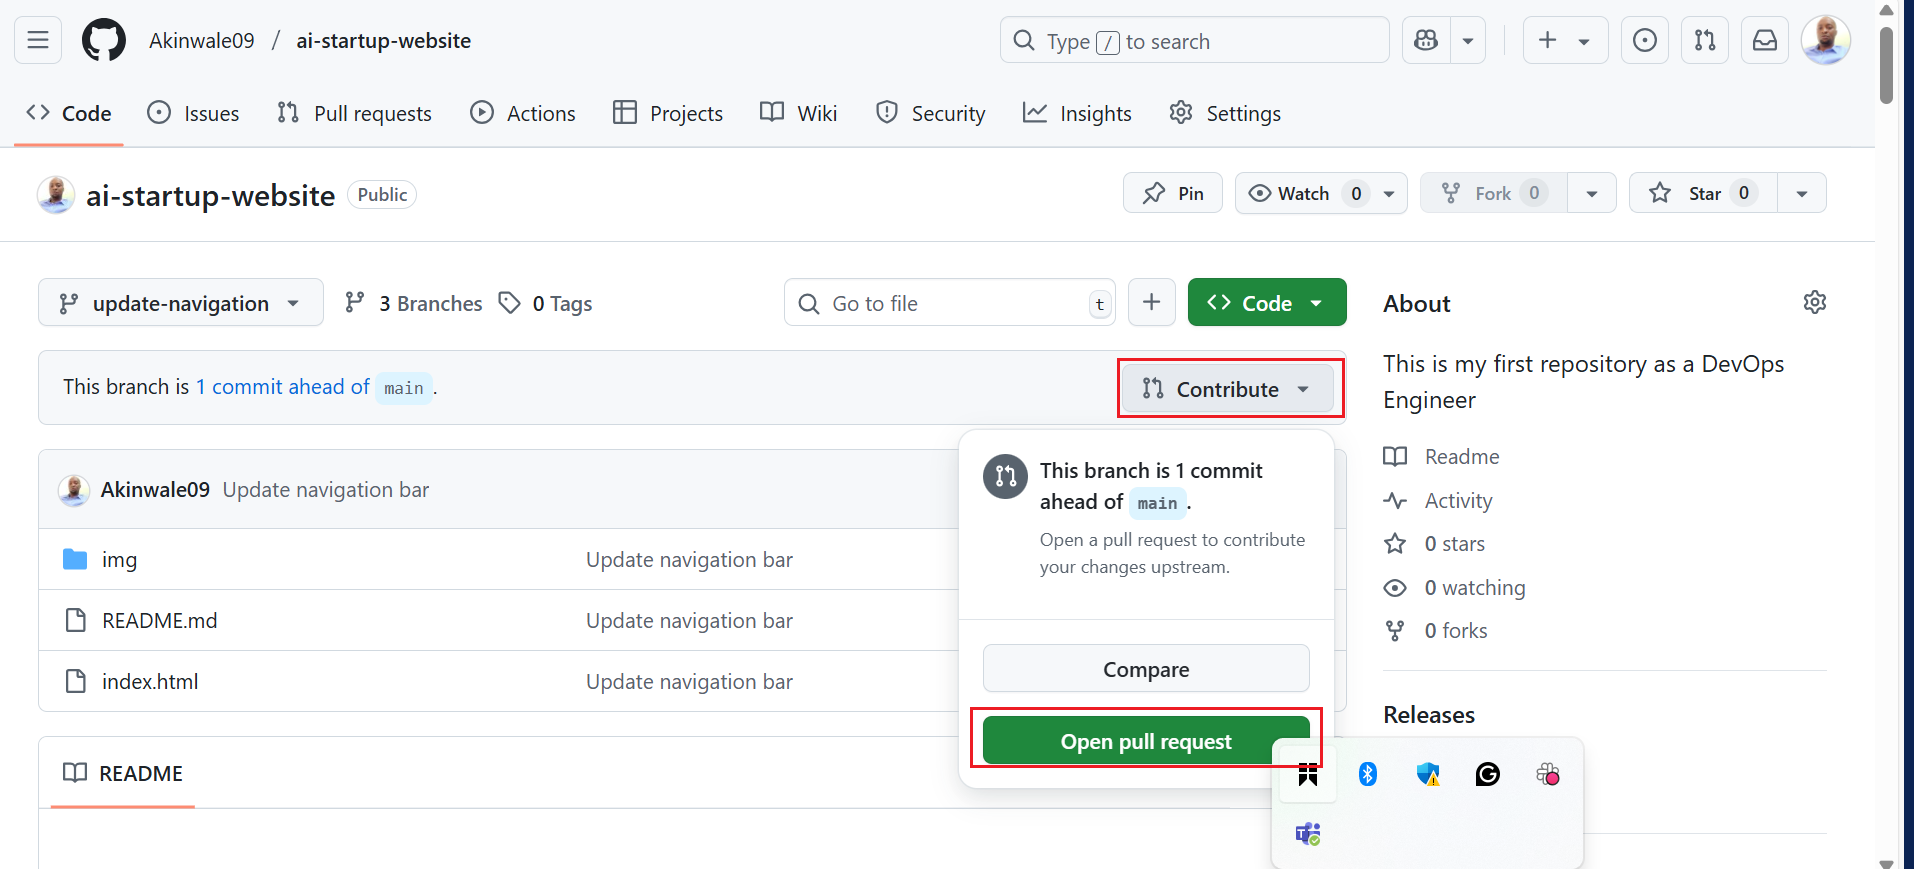 Akinwale09 / ai-startup-website
Type / to search
Code
Issues
Pull requests
Actions
Projects
Wiki
Security
Insights
Settings
ai-startup-website Public
Pin
Watch 0
Fork 0
Star 0
update-navigation
3 Branches
0 Tags
Go to file t
Code
This branch is 1 commit ahead of main.
Contribute
This branch is 1 commit
ahead of main.
Open a pull request to contribute
your changes upstream.
Compare
Open pull request
Akinwale09 Update navigation bar
img Update navigation bar
README.md Update navigation bar
index.html Update navigation bar
README
About
This is my first repository as a DevOps
Engineer
Readme
Activity
0 stars
0 watching
0 forks
Releases